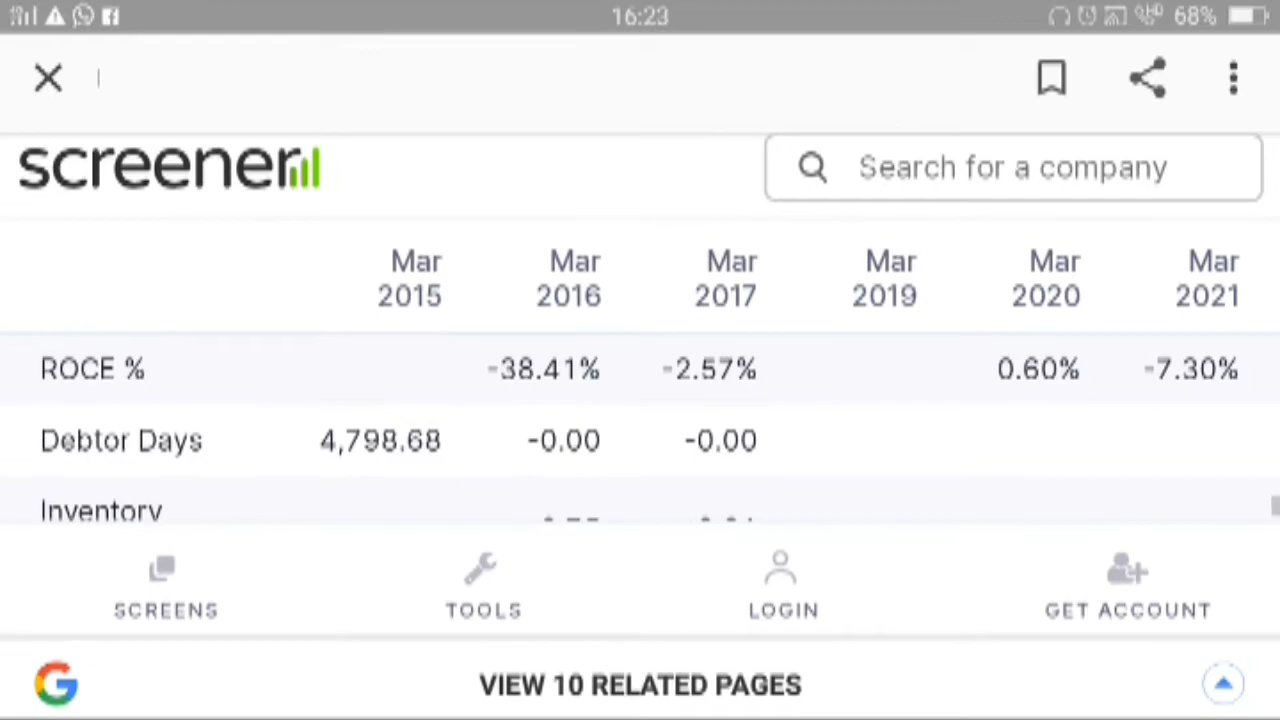 16:23
68%
screener
Search for a company
Mar Mar Mar Mar Mar Mar
2015 2016 2017 2019 2020 2021
ROCE % -38.41% -2.57% 0.60% -7.30%
Debtor Days 4,798.68 -0.00 -0.00
Inventory
SCREENS TOOLS LOGIN GET ACCOUNT
VIEW 10 RELATED PAGES